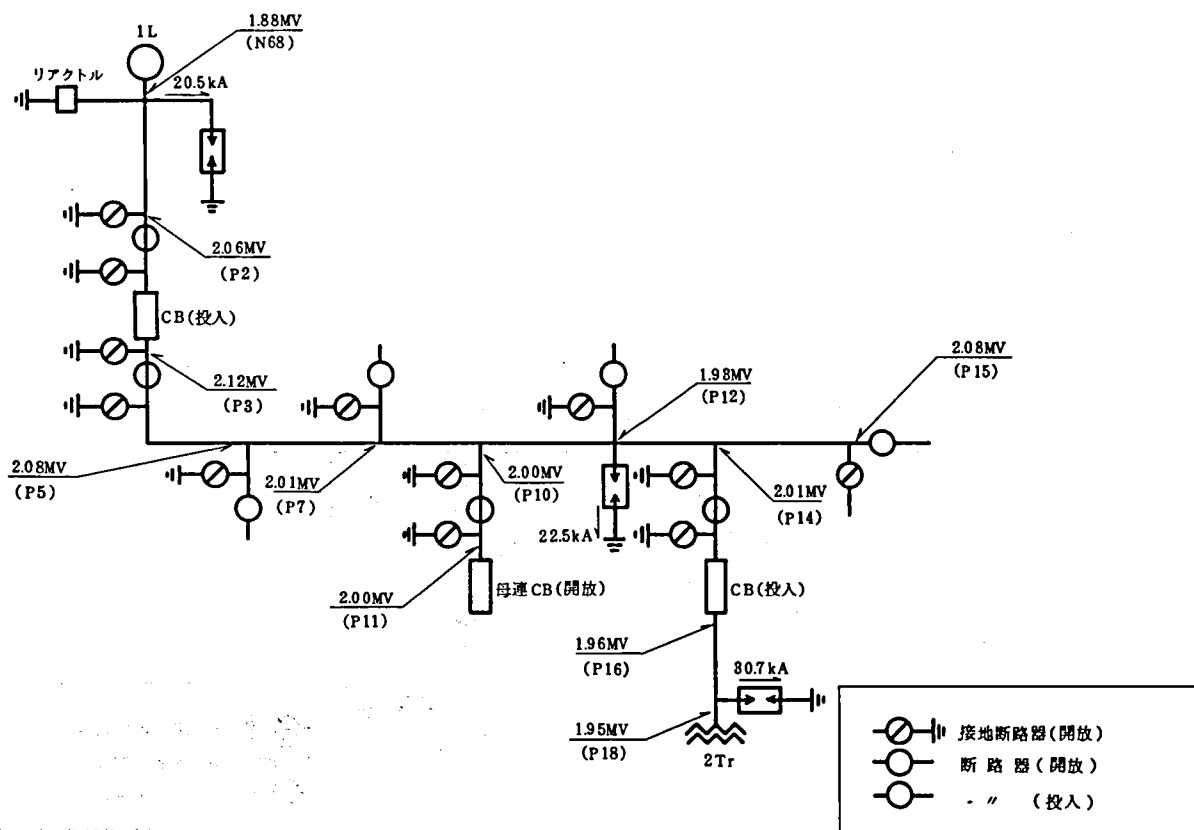 1L
1.88MV
(N68)
リアクトル
20.5kA
2.06MV
(P2)
CB(投入)
2.12MV
(P3)
2.08MV
(P5)
2.01MV
(P7)
2.00MV
(P10)
1.98MV
(P12)
2.08MV
(P15)
2.01MV
(P14)
22.5kA
2.00MV
(P11)
母連CB(開放)
CB(投入)
1.96MV
(P16)
30.7kA
1.95MV
(P18)
2Tr
接地断路器(開放)
断路器(開放)
〃 (投入)